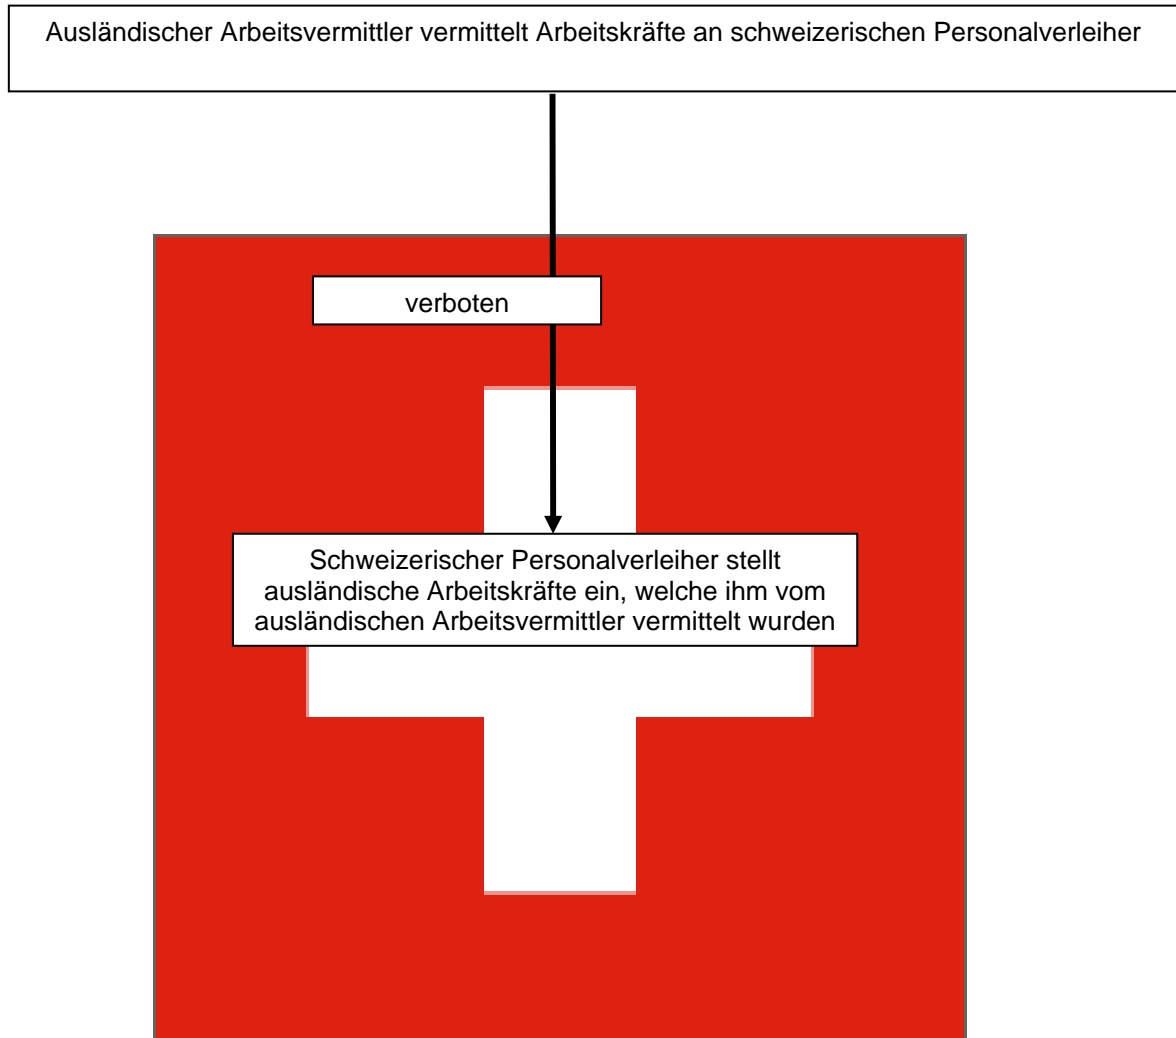 Ausländischer Arbeitsvermittler vermittelt Arbeitskräfte an schweizerischen Personalverleiher
verboten
Schweizerischer Personalverleiher stellt
ausländische Arbeitskräfte ein, welche ihm vom
ausländischen Arbeitsvermittler vermittelt wurden